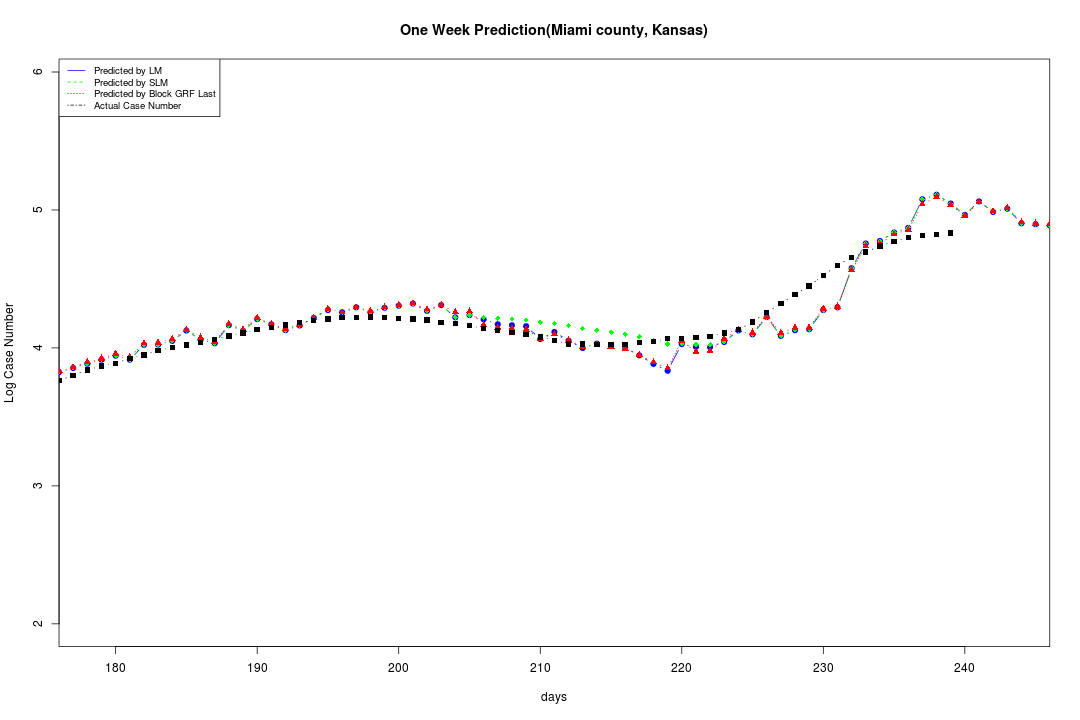 One Week Prediction(Miami county, Kansas)
Predicted by LM
Predicted by SLM
Predicted by Block GRF Last
Actual Case Number
6
5
4
3
2
Log Case Number
180 190 200 210 220 230 240
days